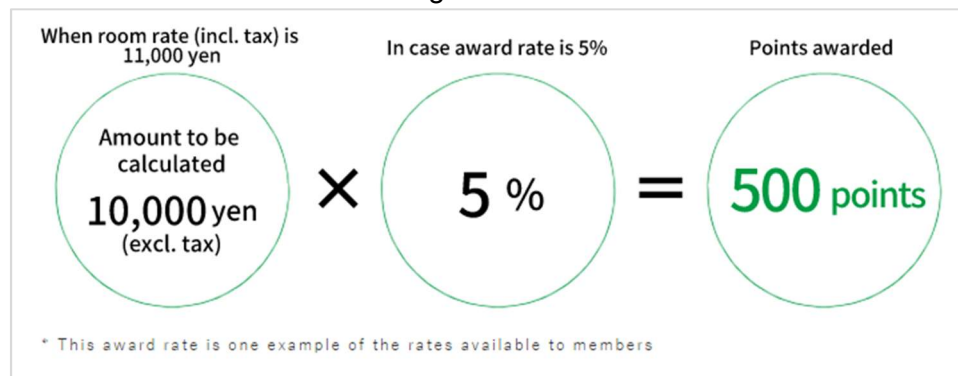 When room rate (incl. tax) is
11,000 yen
In case award rate is 5%
Points awarded
Amount to be
calculated
10,000 yen
(excl. tax)
×
5 %
=
500 points
* This award rate is one example of the rates available to members